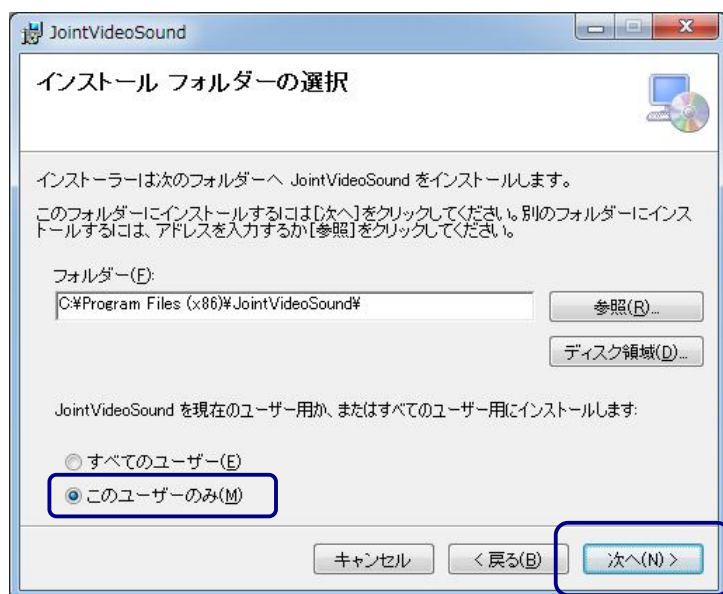 JointVideoSound
インストール フォルダーの選択
インストーラーは次のフォルダーへ JointVideoSound をインストールします。
このフォルダーにインストールするには[次へ]をクリックしてください。別のフォルダーにインス
トールするには、アドレスを入力するか[参照]をクリックしてください。
フォルダー(F):
C:¥Program Files (x86)¥JointVideoSound¥
参照(R)...
ディスク領域(D)...
JointVideoSound を現在のユーザー用か、またはすべてのユーザー用にインストールします:
すべてのユーザー(E)
このユーザーのみ(M)
キャンセル
< 戻る(B)
次へ(N) >